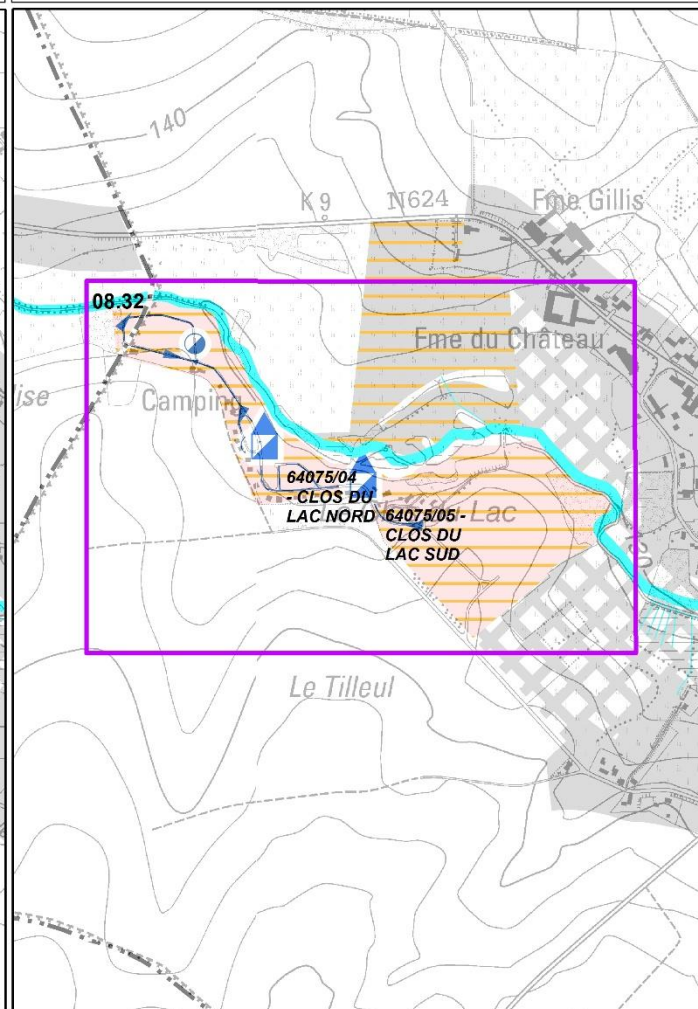 140
K 9
N624
Fme Gillis
08.32
Fme du Château
lise
Camping
64075/04
- CLOS DU
LAC NORD
Lac
64075/05 -
CLOS DU
LAC SUD
Le Tilleul